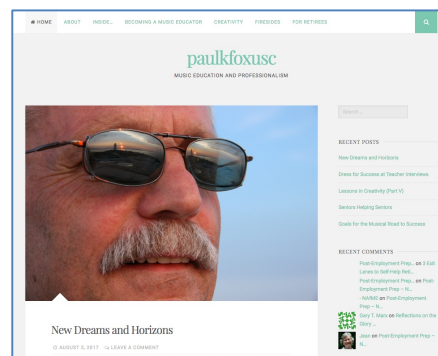 HOME ABOUT INSIDE... BECOMING A MUSIC EDUCATOR CREATIVITY FIRESIDES FOR RETIREES
paulkfoxusc
MUSIC EDUCATION AND PROFESSIONALISM
Search ...
RECENT POSTS
New Dreams and Horizons
Dress for Success at Teacher Interviews
Lessons in Creativity (Part V)
Seniors Helping Seniors
Goals for the Musical Road to Success
RECENT COMMENTS
Post-Employment Prep... on 3 Exit
Lanes to Self-Help Reti...
Post-Employment Prep... on Post-
Employment Prep – N...
-NAfME on Post-Employment
Prep – N...
Gary T. Mars on Reflections on the
Glory ...
Joan on Post-Employment Prep –
N...
New Dreams and Horizons
AUGUST 3, 2017 LEAVE A COMMENT